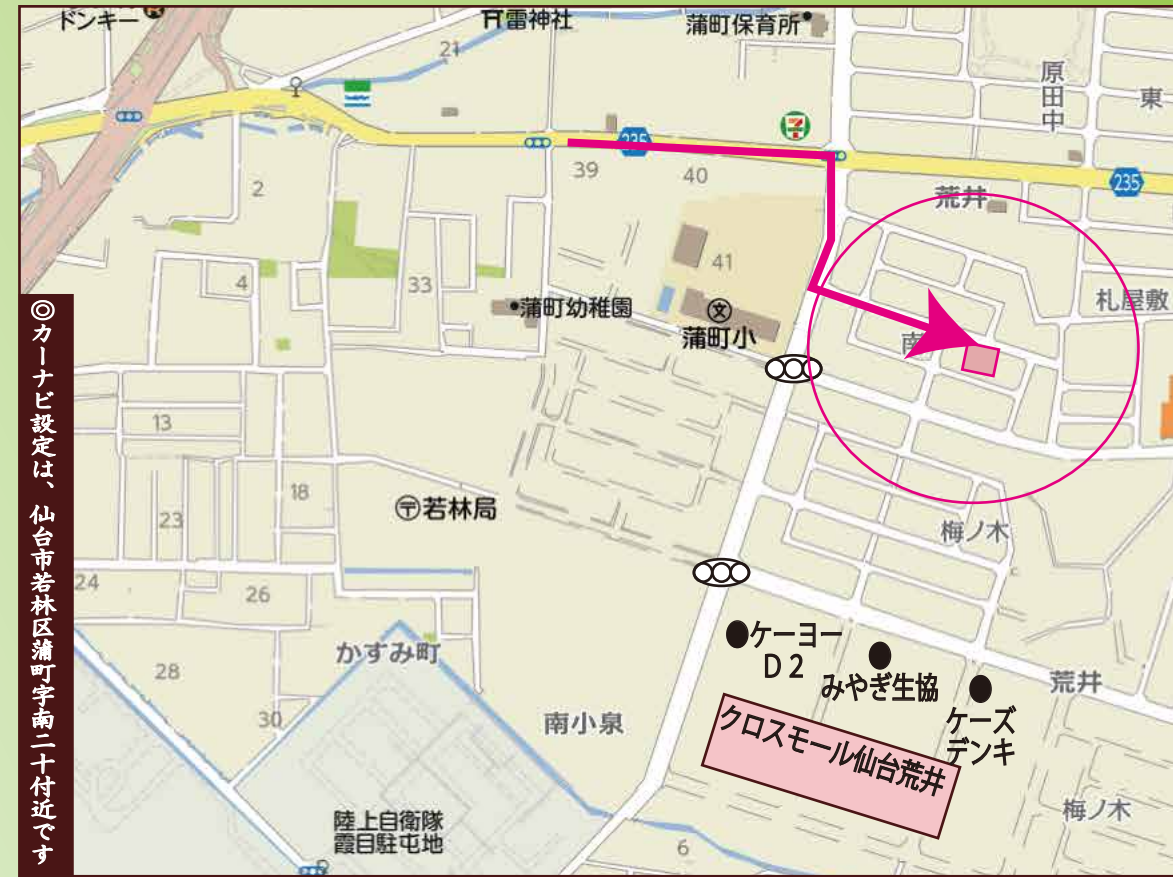 ドンキー
雷神社
蒲町保育所
21
原田中
東
7
2
39
235
40
235
荒井
4
33
41
蒲町幼稚園
文
蒲町小
札屋敷
南
◎カーナビ設定は、仙台市若林区蒲町字南二十付近です
13
18
〒若林局
23
梅ノ木
24
26
かすみ町
28
30
南小泉
ケーヨー
D2
みやぎ生協
ケーズ
デンキ
荒井
クロスモール仙台荒井
梅ノ木
陸上自衛隊
霞目駐屯地
6